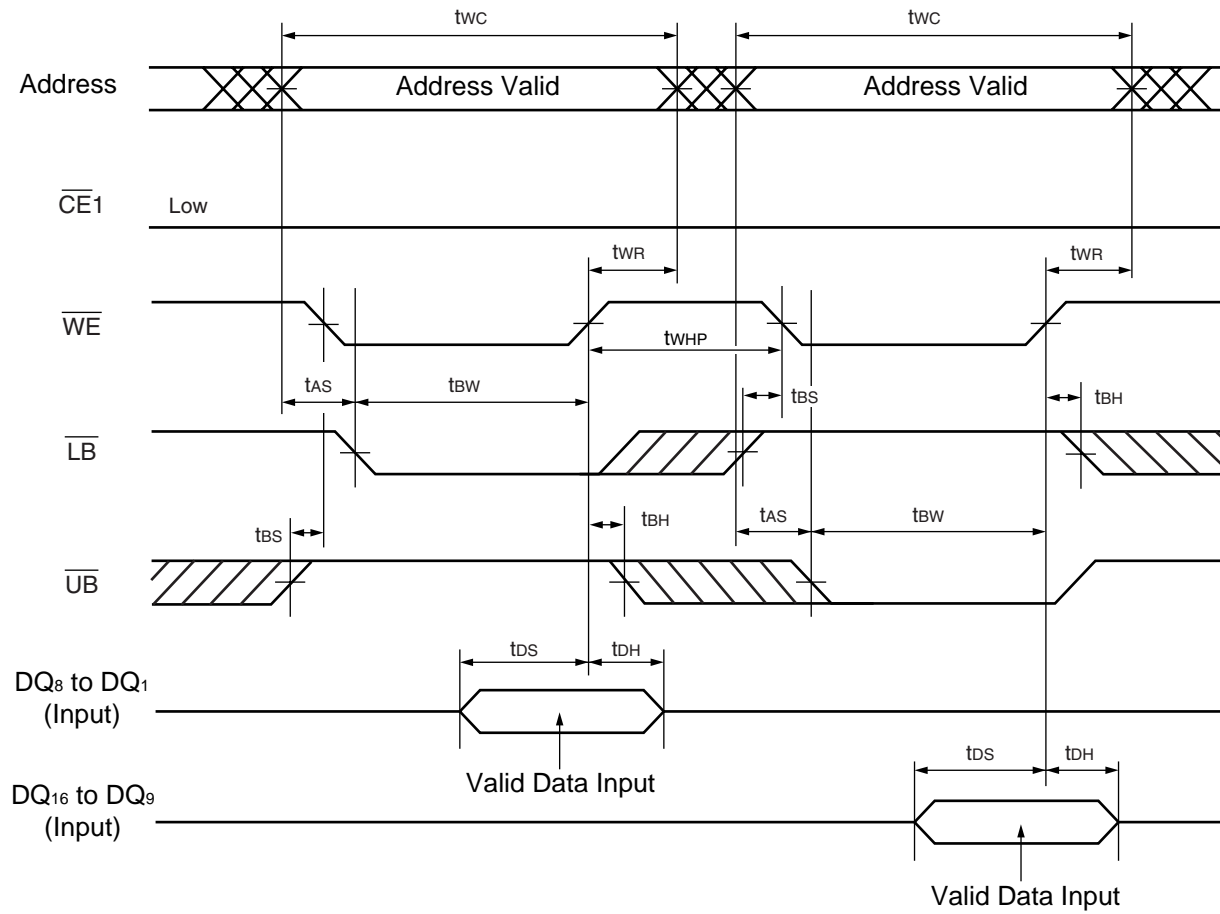 tWC tWC
Address Address Valid Address Valid
CE1 Low
tWR tWR
WE
tWHP
tAS tBW tBS tBH
LB
tBS tBH tAS tBW
UB
tDS tDH
DQ8 to DQ1
(Input)
Valid Data Input
tDS tDH
DQ16 to DQ9
(Input)
Valid Data Input